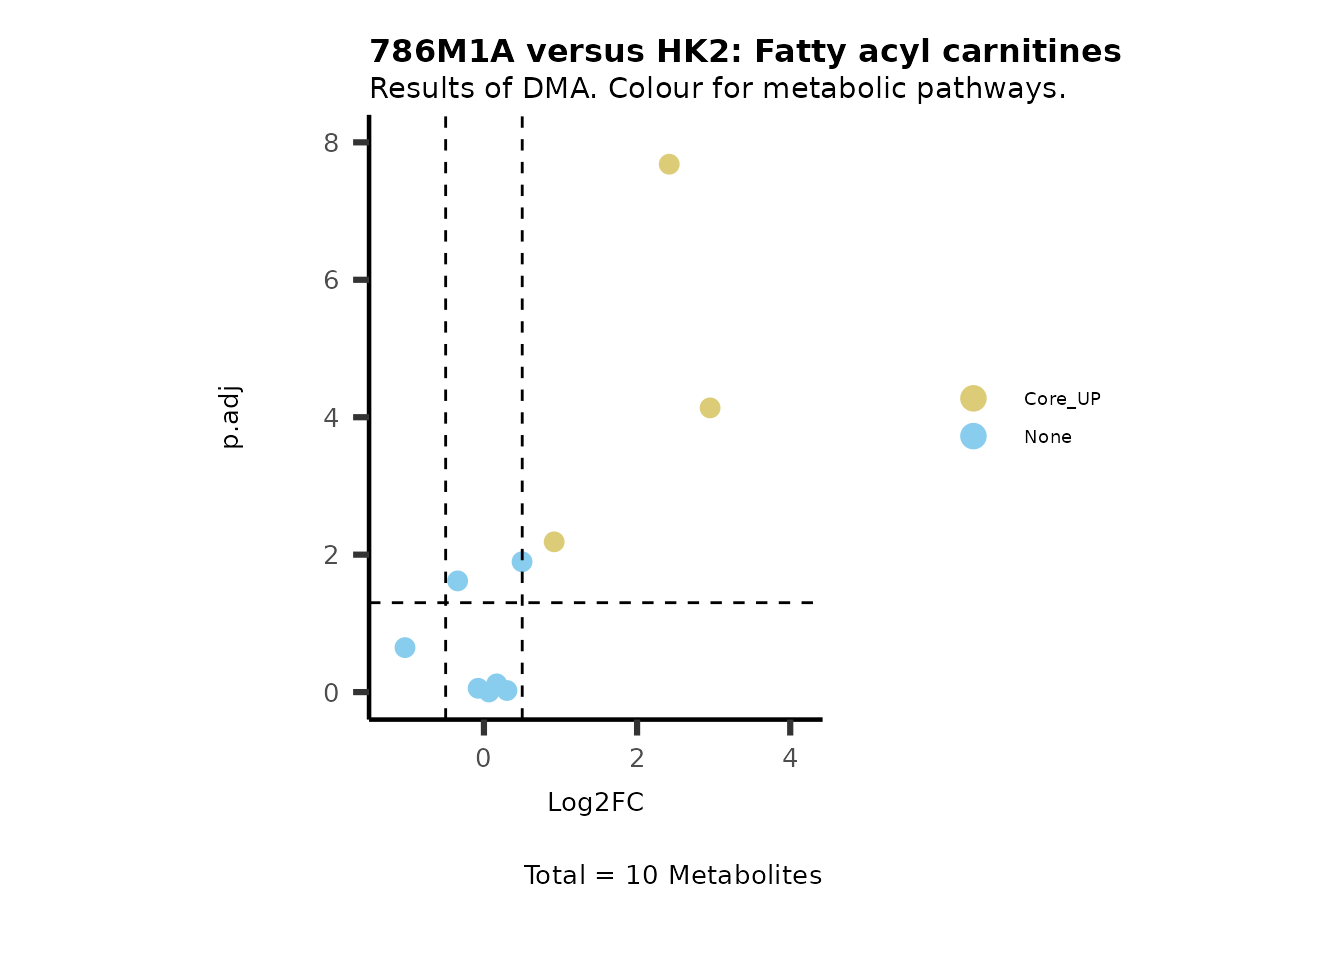 786M1A versus HK2: Fatty acyl carnitines
Results of DMA. Colour for metabolic pathways.
8
6
4
2
0
p.adj
0 2 4
Log2FC
Core_UP
None
Total = 10 Metabolites